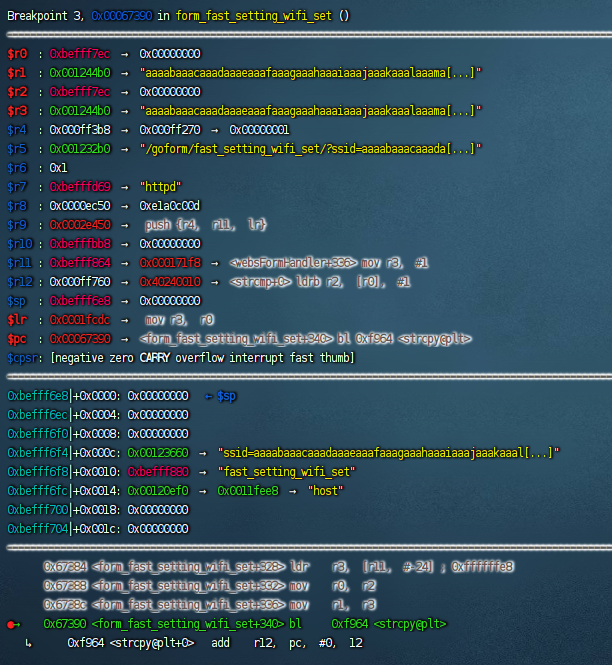 Breakpoint 3, 0x00067390 in form_fast_setting_wifi_set ()
$r0 : 0xbefff7ec → 0x00000000
$r1 : 0x001244b0 → "aaaabaaacaaadaaaeaaafaaagaaahaaaiaaajaaakaaalaaama[...]"
$r2 : 0xbefff7ec → 0x00000000
$r3 : 0x001244b0 → "aaaabaaacaaadaaaeaaafaaagaaahaaaiaaajaaakaaalaaama[...]"
$r4 : 0x000ff3b8 → 0x000ff270 → 0x00000001
$r5 : 0x001232b0 → "/goform/fast_setting_wifi_set/?ssid=aaaabaaacaaada[...]"
$r6 : 0x1
$r7 : 0xbefffd69 → "httpd"
$r8 : 0x0000ec50 → 0xe1a0c00d
$r9 : 0x0002e450 → push {r4, r11, lr}
$r10 : 0xbefffbb8 → 0x00000000
$r11 : 0xbefff864 → 0x000171f8 → <websFormHandler+336> mov r3, #1
$r12 : 0x000ff760 → 0x40240010 → <strcmp+0> ldrb r2, [r0], #1
$sp : 0xbefff6e8 → 0x00000000
$lr : 0x0001fcdc → mov r3, r0
$pc : 0x00067390 → <form_fast_setting_wifi_set+340> bl 0xf964 <strcpy@plt>
$cpsr: [negative zero CARRY overflow interrupt fast thumb]
0xbefff6e8|+0x0000: 0x00000000 ← $sp
0xbefff6ec|+0x0004: 0x00000000
0xbefff6f0|+0x0008: 0x00000000
0xbefff6f4|+0x000c: 0x00123660 → "ssid=aaaabaaacaaadaaaeaaafaaagaaahaaaiaaajaaakaaal[...]"
0xbefff6f8|+0x0010: 0xbefff880 → "fast_setting_wifi_set"
0xbefff6fc|+0x0014: 0x00120ef0 → 0x0011fee8 → "host"
0xbefff700|+0x0018: 0x00000000
0xbefff704|+0x001c: 0x00000000
0x67384 <form_fast_setting_wifi_set+328> ldr r3, [r11, #-24] ; 0xffffffe8
0x67388 <form_fast_setting_wifi_set+332> mov r0, r2
0x6738c <form_fast_setting_wifi_set+336> mov r1, r3
●→ 0x67390 <form_fast_setting_wifi_set+340> bl 0xf964 <strcpy@plt>
↳ 0xf964 <strcpy@plt+0> add r12, pc, #0, 12